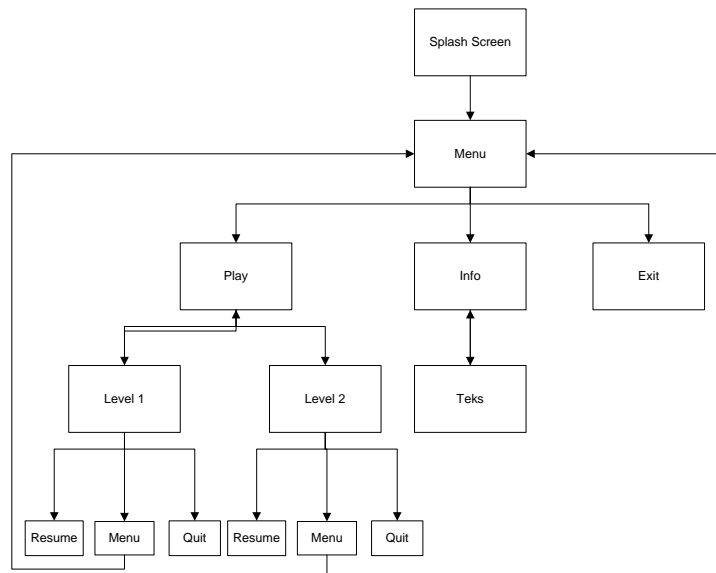 Splash Screen
Menu
Play
Info
Exit
Level 1
Level 2
Teks
Resume
Menu
Quit
Resume
Menu
Quit